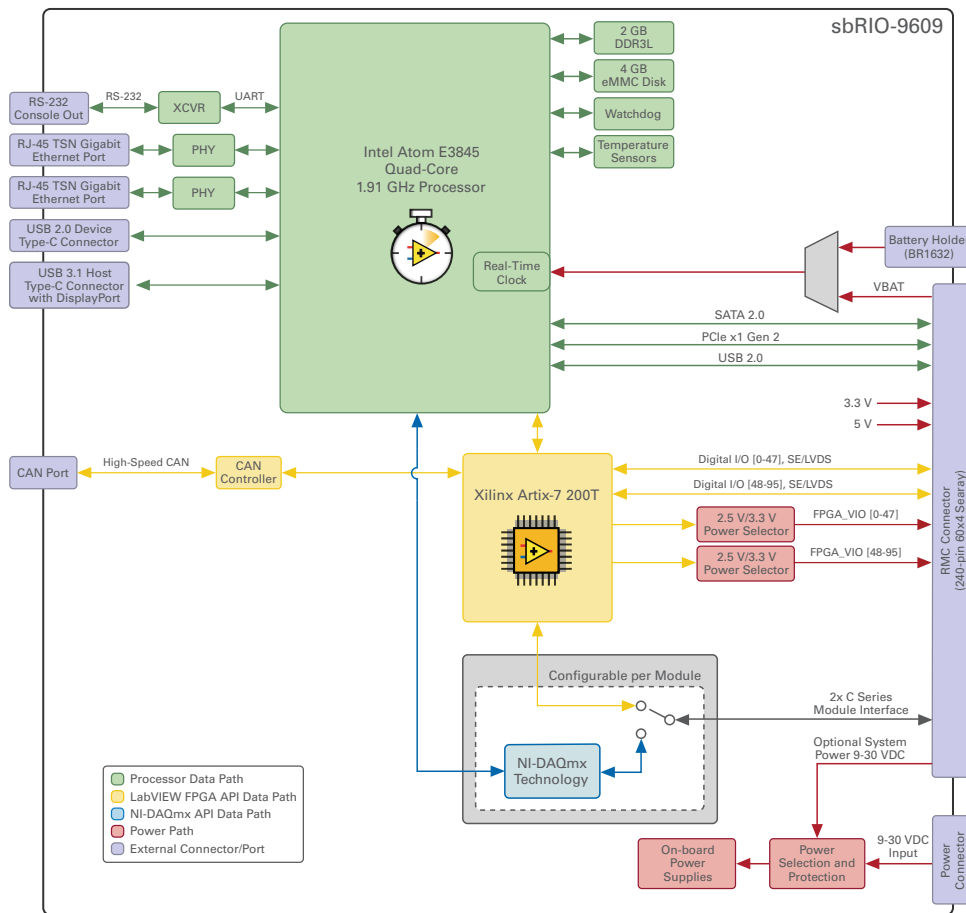 sbRIO-9609
2 GB
DDR3L
4 GB
eMMC Disk
Watchdog
Temperature
Sensors
RS-232
Console Out
RS-232
XCVR
UART
RJ-45 TSN Gigabit
Ethernet Port
PHY
RJ-45 TSN Gigabit
Ethernet Port
PHY
USB 2.0 Device
Type-C Connector
USB 3.1 Host
Type-C Connector
with DisplayPort
Intel Atom E3845
Quad-Core
1.91 GHz Processor
Real-Time
Clock
Battery Holder
(BR1632)
VBAT
SATA 2.0
PCIe x1 Gen 2
USB 2.0
3.3 V
5 V
CAN Port
High-Speed CAN
CAN
Controller
Xilinx Artix-7 200T
Digital I/O [0-47], SE/LVDS
Digital I/O [48-95], SE/LVDS
2.5 V/3.3 V
Power Selector
FPGA_VIO [0-47]
2.5 V/3.3 V
Power Selector
FPGA_VIO [48-95]
RMC Connector
(240-pin 60x4 Searay)
Configurable per Module
2x C Series
Module Interface
NI-DAQmx
Technology
Optional System
Power 9-30 VDC
Processor Data Path
LabVIEW FPGA API Data Path
NI-DAQmx API Data Path
Power Path
External Connector/Port
On-board
Power
Supplies
Power
Selection and
Protection
9-30 VDC
Input
Power
Connector